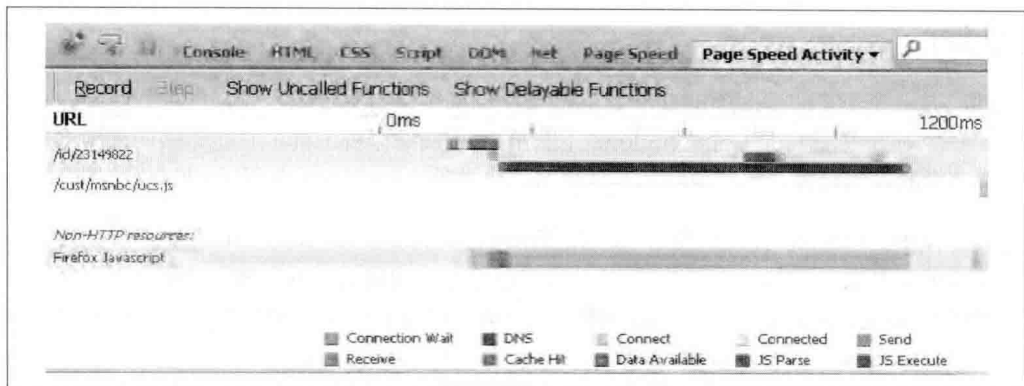 Console HTML CSS Script DOM Net Page Speed Page Speed Activity
Record Stop Show Uncalled Functions Show Delayable Functions
URL 0ms 1200ms
/id/23149822
/cust/msnbc/ucs.js
Non-HTTP resources:
Firefox Javascript
Connection Wait DNS Connect Connected Send
Receive Cache Hit Data Available JS Parse JS Execute